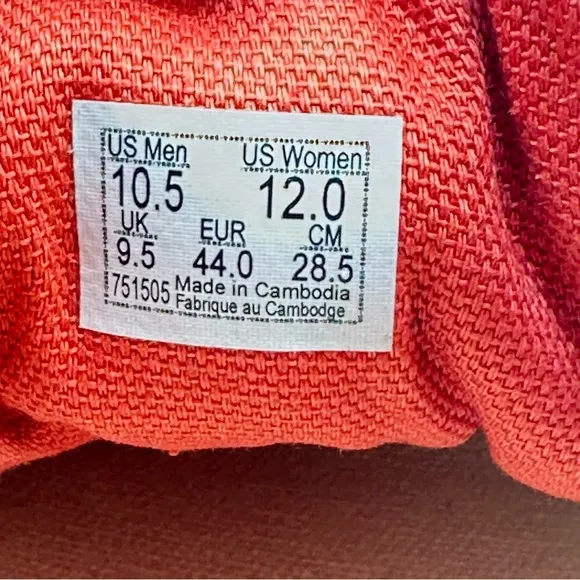 US Men US Women
10.5 12.0
UK EUR CM
9.5 44.0 28.5
751505 Made in Cambodia
Fabrique au Cambodge